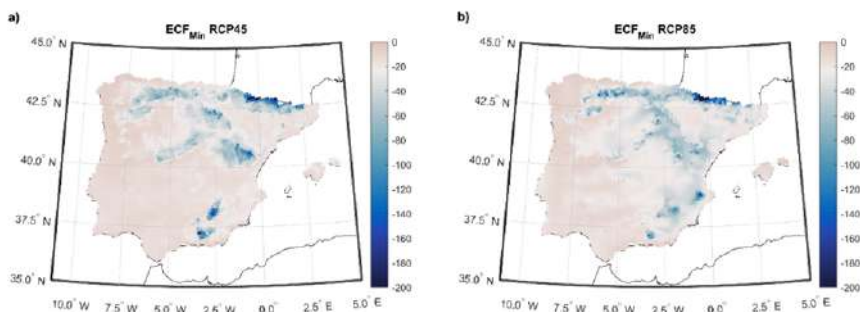 a)
ECF_Min RCP45
45.0° N
42.5° N
40.0° N
37.5° N
35.0° N
10.0° W
7.5° W
5.0° W
2.5° W
0.0° E
2.5° E
5.0° E
0
-20
-40
-60
-80
-100
-120
-140
-160
-180
-200
b)
ECF_Min RCP85
45.0° N
42.5° N
40.0° N
37.5° N
35.0° N
10.0° W
7.5° W
5.0° W
2.5° W
0.0° E
2.5° E
5.0° E
0
-20
-40
-60
-80
-100
-120
-140
-160
-180
-200